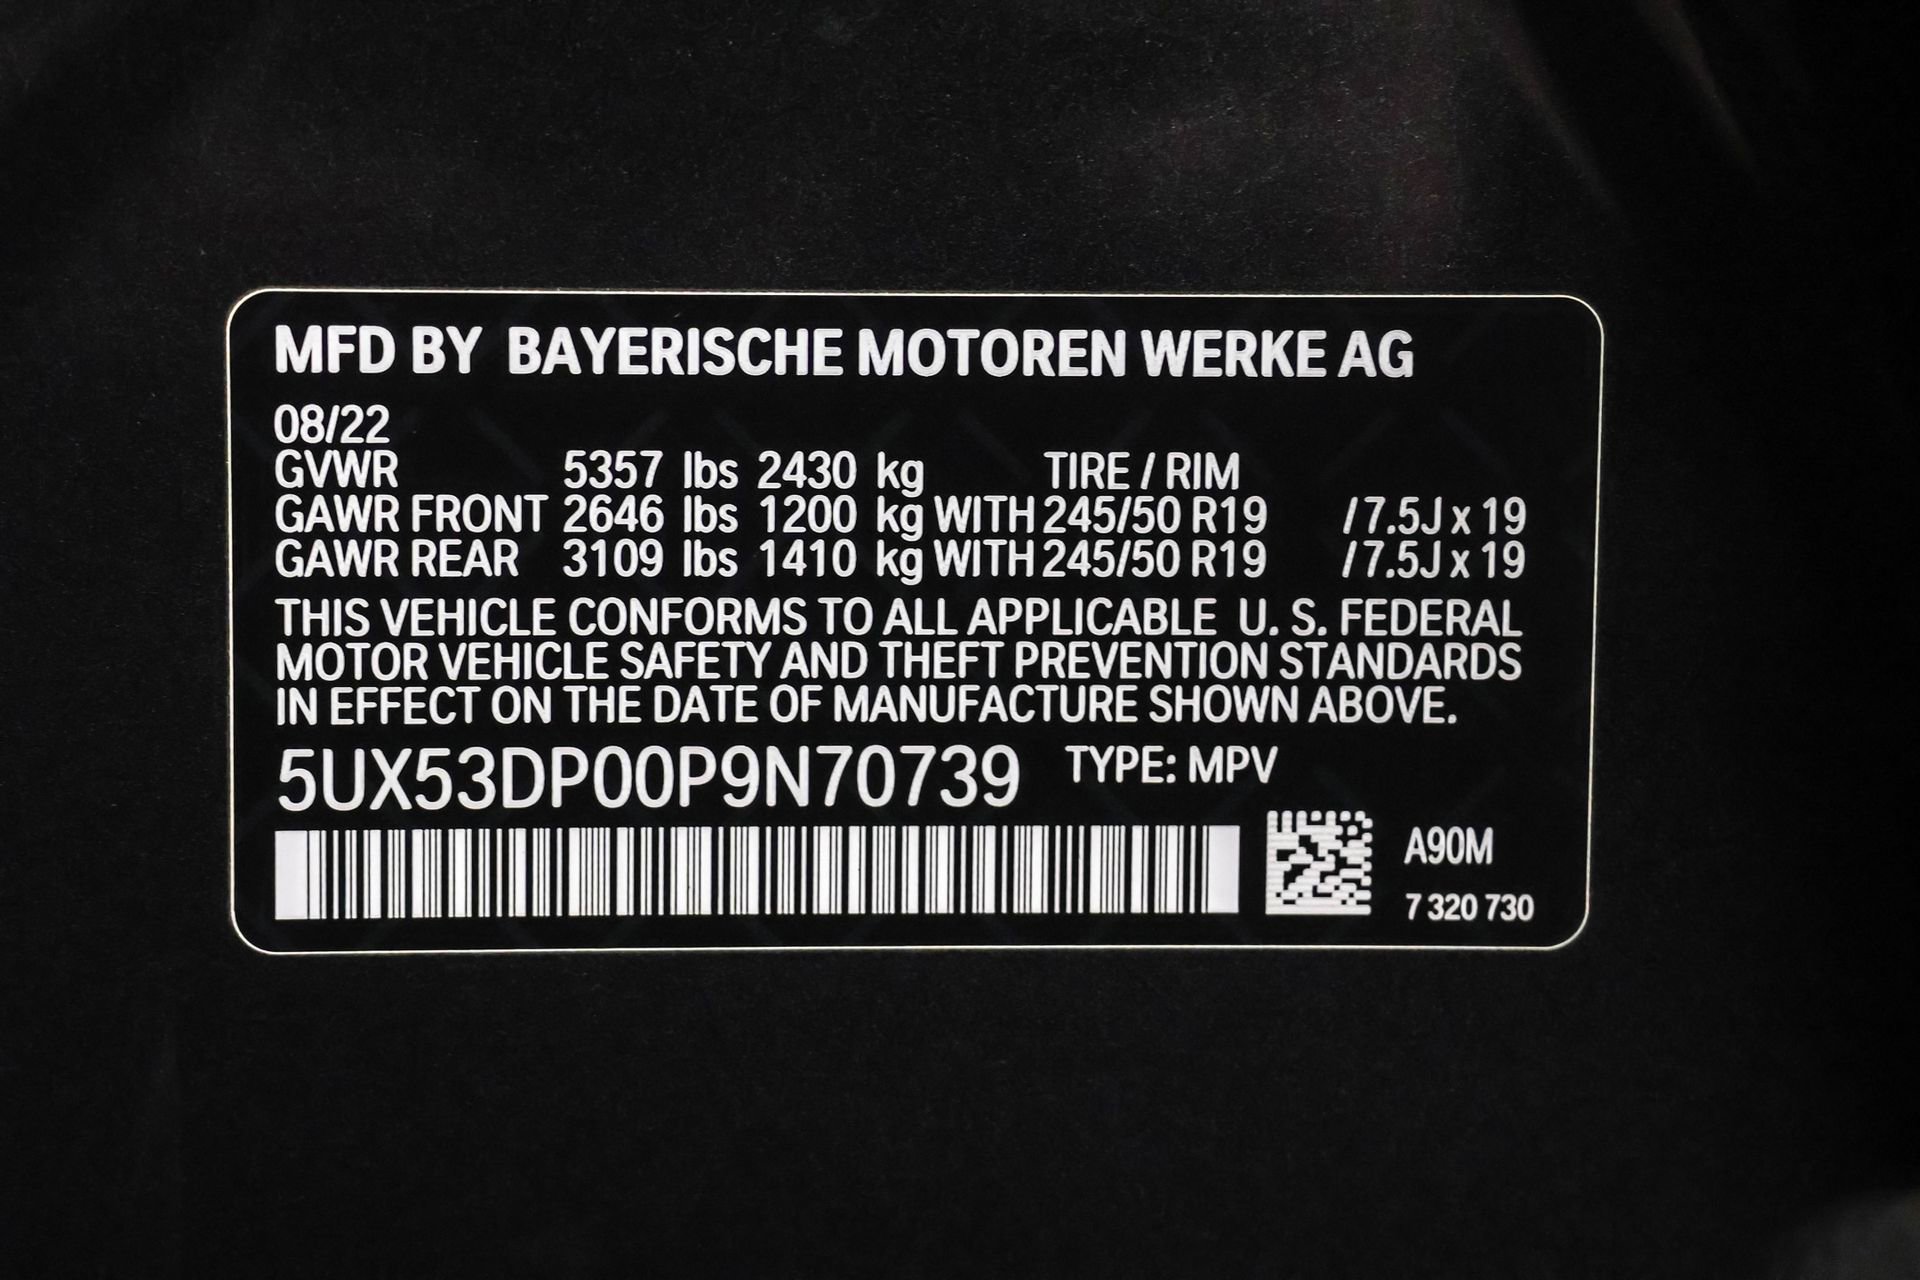 MFD BY BAYERISCHE MOTOREN WERKE AG
08/22
GVWR 5357 lbs 2430 kg TIRE / RIM
GAWR FRONT 2646 lbs 1200 kg WITH 245/50 R19 / 7.5J x 19
GAWR REAR 3109 lbs 1410 kg WITH 245/50 R19 / 7.5J x 19
THIS VEHICLE CONFORMS TO ALL APPLICABLE U. S. FEDERAL
MOTOR VEHICLE SAFETY AND THEFT PREVENTION STANDARDS
IN EFFECT ON THE DATE OF MANUFACTURE SHOWN ABOVE.
5UX53DP00P9N70739 TYPE: MPV
A90M
7 320 730